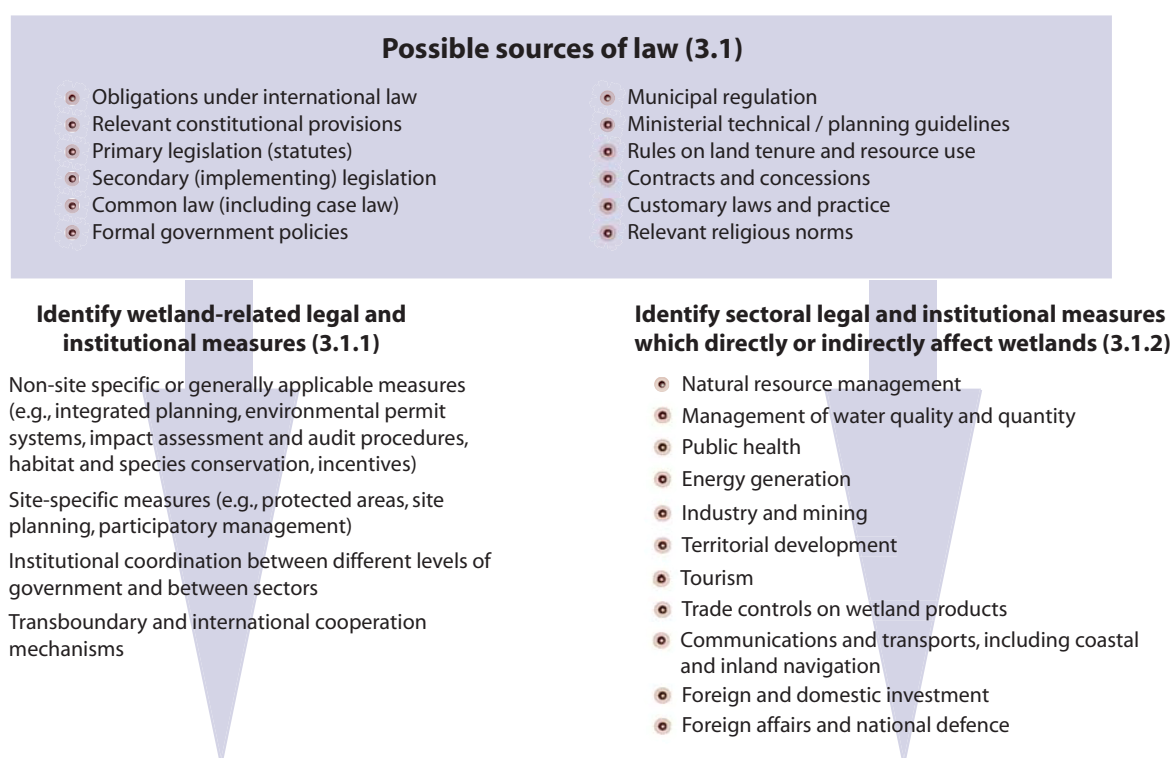 Possible sources of law (3.1)
Obligations under international law
Relevant constitutional provisions
Primary legislation (statutes)
Secondary (implementing) legislation
Common law (including case law)
Formal government policies
Municipal regulation
Ministerial technical / planning guidelines
Rules on land tenure and resource use
Contracts and concessions
Customary laws and practice
Relevant religious norms
Identify wetland-related legal and
institutional measures (3.1.1)
Non-site specific or generally applicable measures
(e.g., integrated planning, environmental permit
systems, impact assessment and audit procedures,
habitat and species conservation, incentives)
Site-specific measures (e.g., protected areas, site
planning, participatory management)
Institutional coordination between different levels of
government and between sectors
Transboundary and international cooperation
mechanisms
Identify sectoral legal and institutional measures
which directly or indirectly affect wetlands (3.1.2)
Natural resource management
Management of water quality and quantity
Public health
Energy generation
Industry and mining
Territorial development
Tourism
Trade controls on wetland products
Communications and transports, including coastal
and inland navigation
Foreign and domestic investment
Foreign affairs and national defence